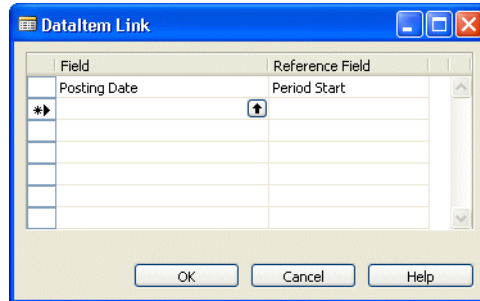 DataItem Link
Field Reference Field
Posting Date Period Start
OK Cancel Help